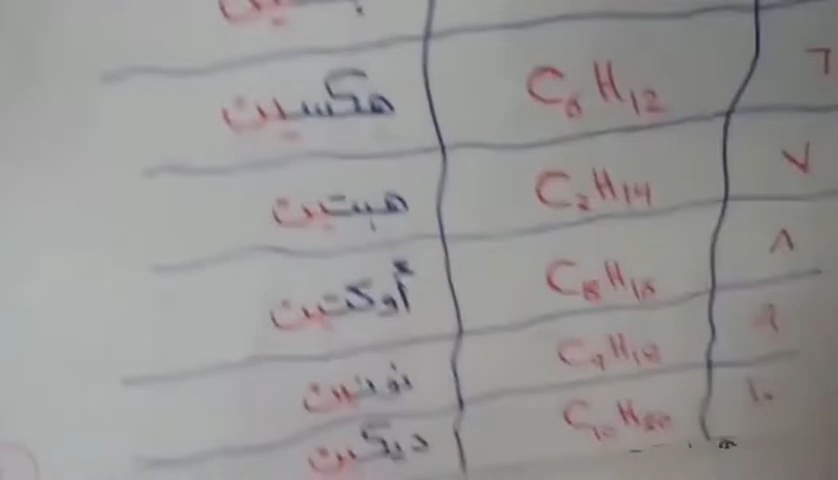 ٦ C6H12 هكسين
٧ C7H14 هبتين
٨ C8H16 أوكتين
٩ C9H18 نونين
١٠ C10H20 ديكين